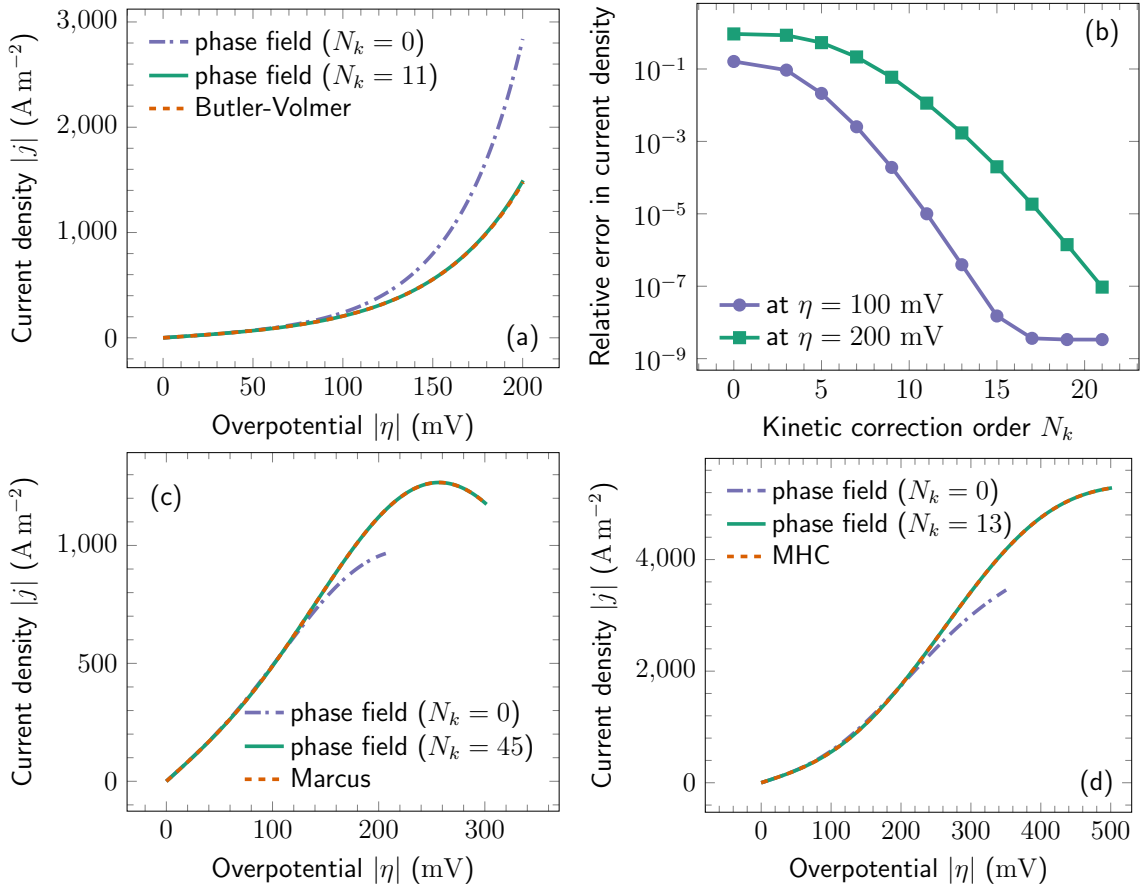 3,000
2,000
1,000
0
Current density |j| (A m⁻²)
phase field (N_k = 0)
phase field (N_k = 11)
Butler-Volmer
(a)
0 50 100 150 200
Overpotential |η| (mV)
10⁻¹
10⁻³
10⁻⁵
10⁻⁷
10⁻⁹
Relative error in current density
(b)
at η = 100 mV
at η = 200 mV
0 5 10 15 20
Kinetic correction order N_k
1,000
500
0
Current density |j| (A m⁻²)
(c)
phase field (N_k = 0)
phase field (N_k = 45)
Marcus
0 100 200 300
Overpotential |η| (mV)
4,000
2,000
0
Current density |j| (A m⁻²)
phase field (N_k = 0)
phase field (N_k = 13)
MHC
(d)
0 100 200 300 400 500
Overpotential |η| (mV)